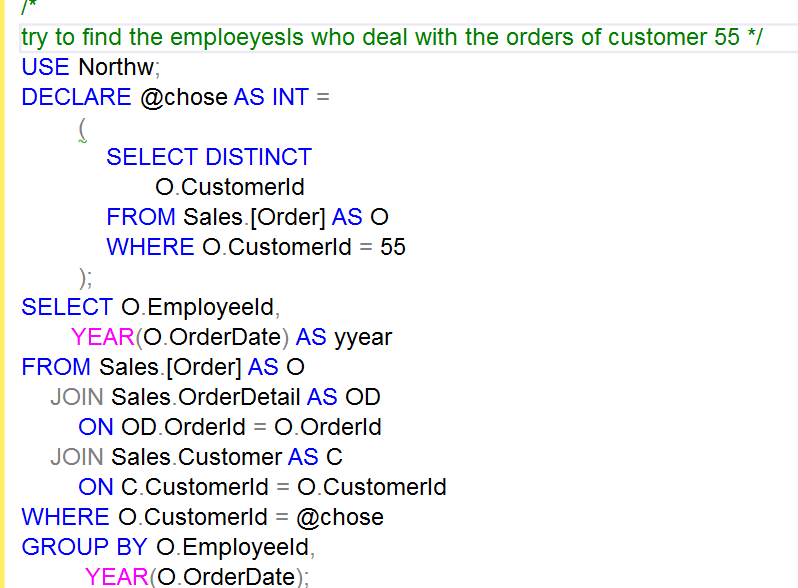 /*
try to find the emploeyesls who deal with the orders of customer 55 */
USE Northw;
DECLARE @chose AS INT =
(
SELECT DISTINCT
O.CustomerId
FROM Sales.[Order] AS O
WHERE O.CustomerId = 55
);
SELECT O.EmployeeId,
YEAR(O.OrderDate) AS yyear
FROM Sales.[Order] AS O
JOIN Sales.OrderDetail AS OD
ON OD.OrderId = O.OrderId
JOIN Sales.Customer AS C
ON C.CustomerId = O.CustomerId
WHERE O.CustomerId = @chose
GROUP BY O.EmployeeId,
YEAR(O.OrderDate);